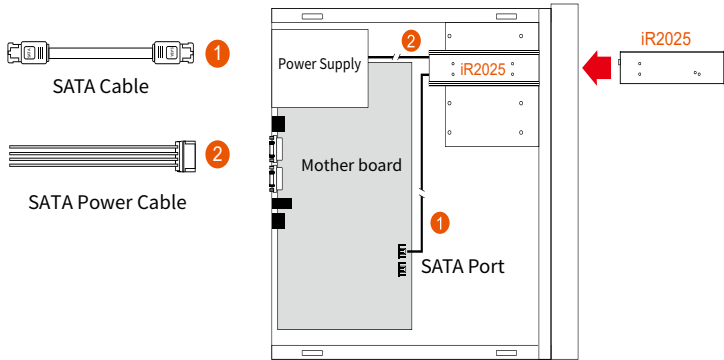 1
SATA Cable
2
SATA Power Cable
Power Supply
2
iR2025
iR2025
Mother board
1
SATA Port